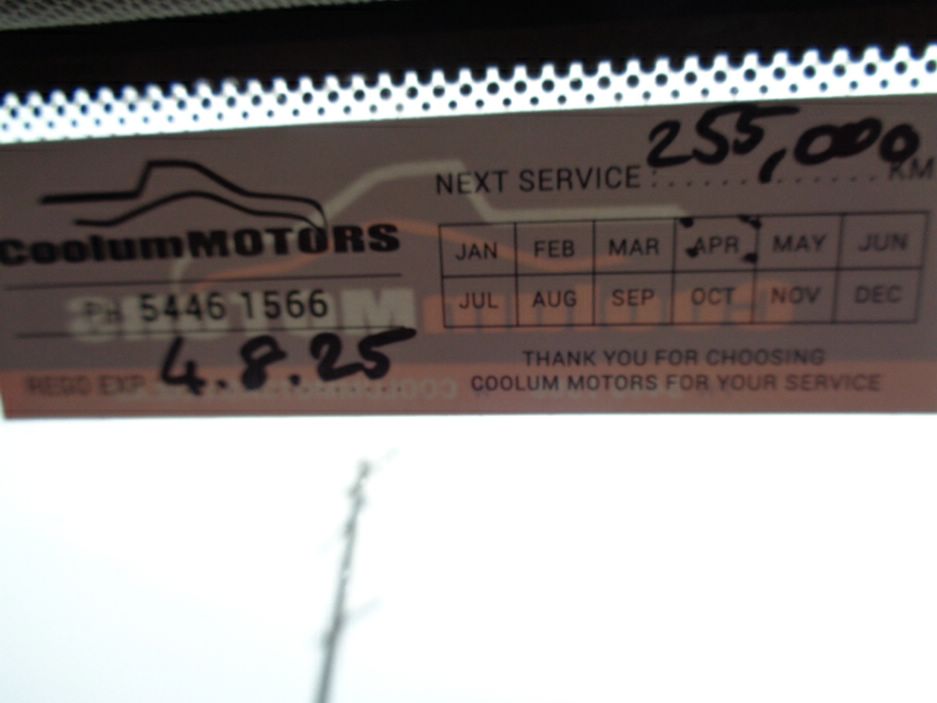 NEXT SERVICE: 255,000 KM
CoolumMOTORS
PH 5446 1566
REGO EXP 4.8.25
JAN FEB MAR APR MAY JUN
JUL AUG SEP OCT NOV DEC
THANK YOU FOR CHOOSING
COOLUM MOTORS FOR YOUR SERVICE